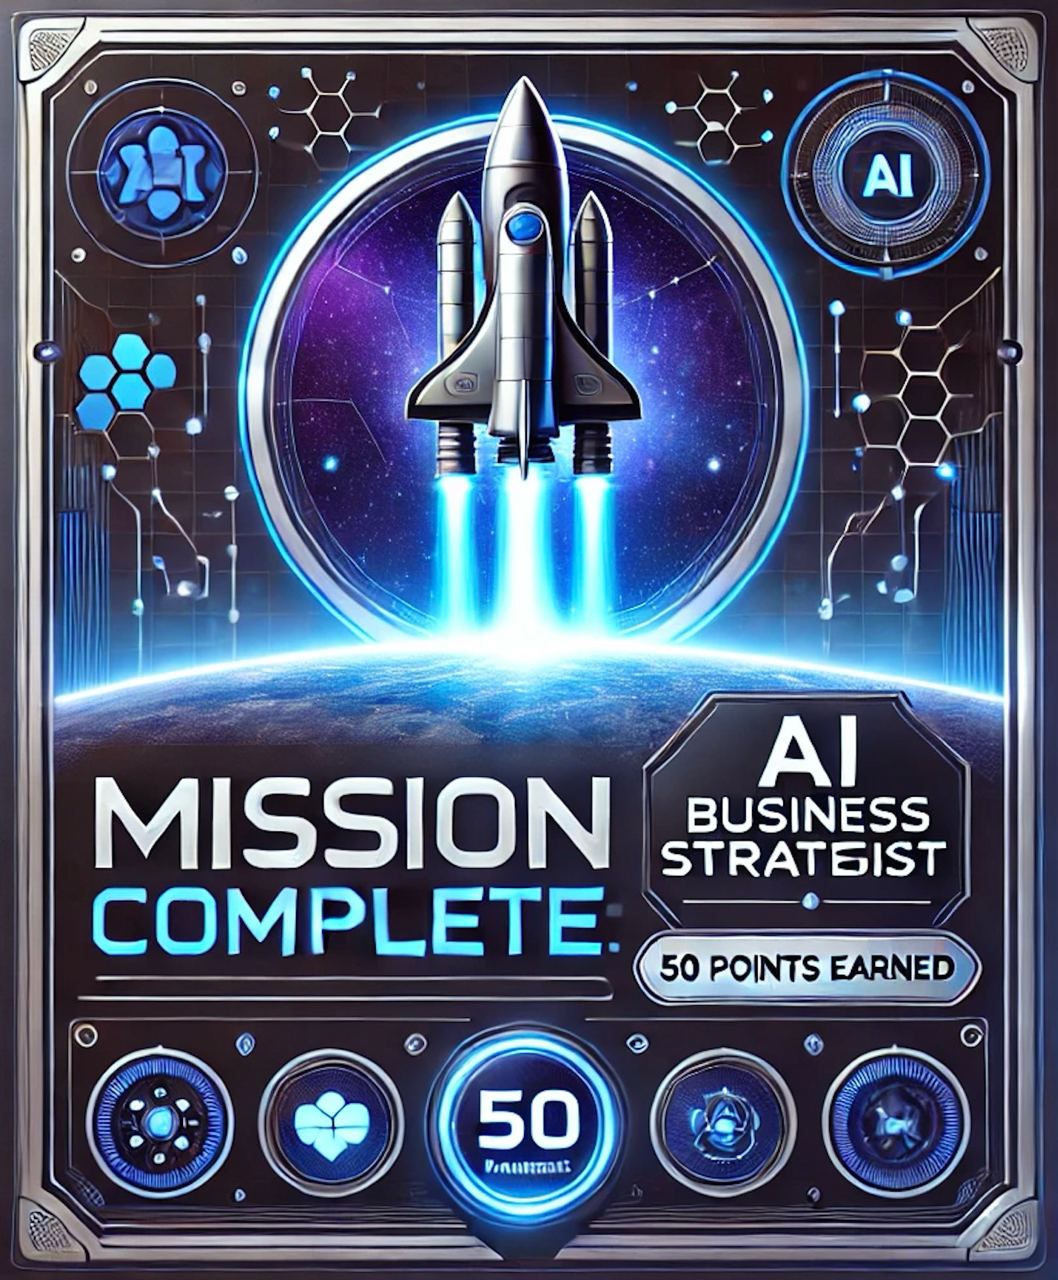 AI
MISSION
COMPLETE
AI
BUSINESS
STRATEGIST
50 POINTS EARNED
50